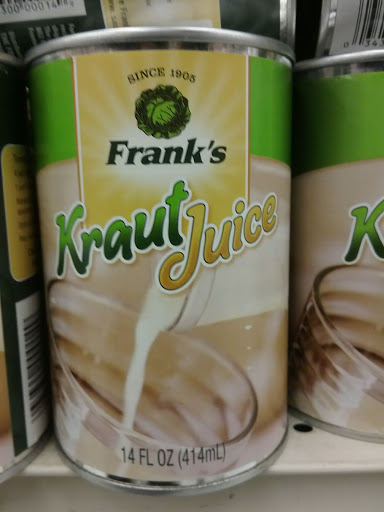 SINCE 1905
Frank's
Kraut Juice
14 FL OZ (414mL)
K